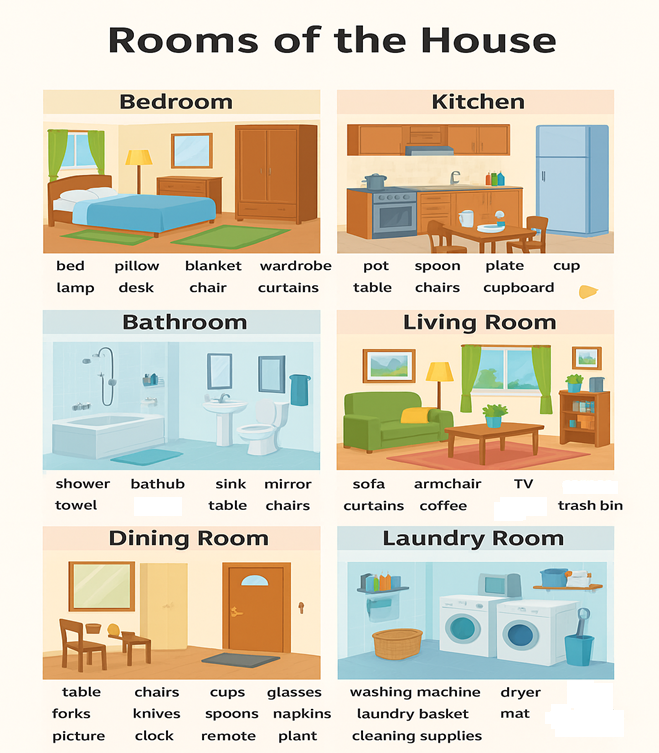 Rooms of the House
Bedroom
bed pillow blanket wardrobe
lamp desk chair curtains
Kitchen
pot spoon plate cup
table chairs cupboard
Bathroom
shower bathub sink mirror
towel table chairs
Living Room
sofa armchair TV
curtains coffee trash bin
Dining Room
table chairs cups glasses
forks knives spoons napkins
picture clock remote plant
Laundry Room
washing machine dryer
laundry basket mat
cleaning supplies